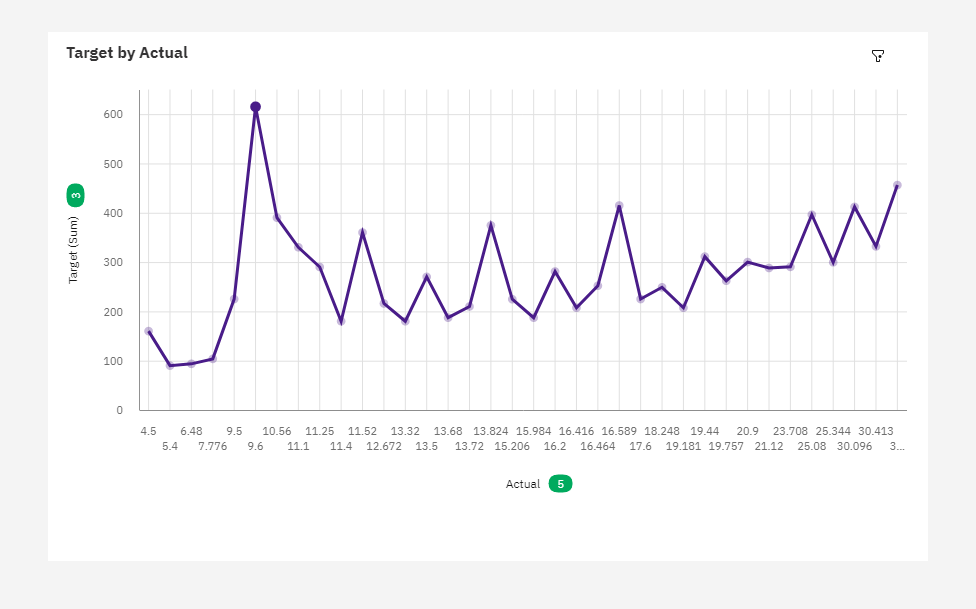 Target by Actual
600
500
400
300
200
100
0
Target (Sum) 3
4.5 6.48 9.5 10.56 11.25 11.52 13.32 13.68 13.824 15.984 16.416 16.589 18.248 19.44 20.9 23.708 25.344 30.413
5.4 7.776 9.6 11.1 11.4 12.672 13.5 13.72 15.206 16.2 16.464 17.6 19.181 19.757 21.12 25.08 30.096 3...
Actual 5